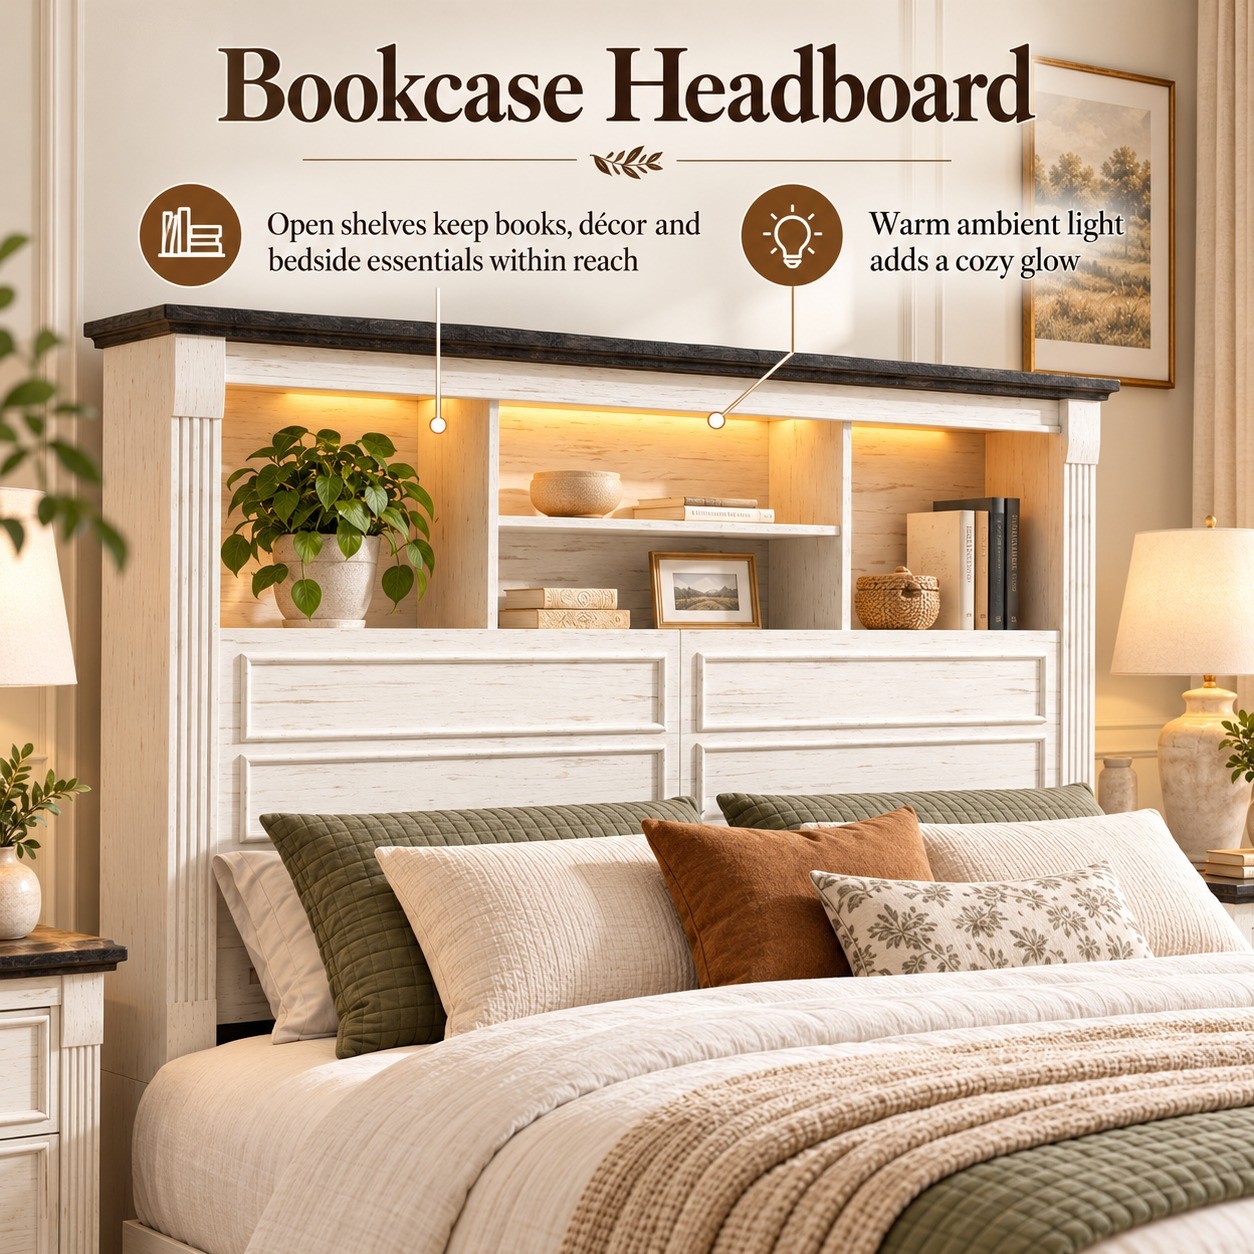 Bookcase Headboard
Open shelves keep books, décor and
bedside essentials within reach
Warm ambient light
adds a cozy glow